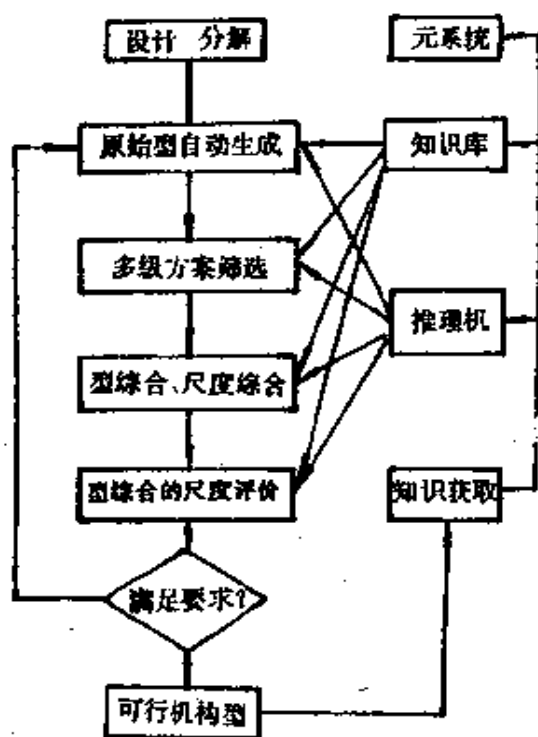 设计 分解
元系统
原始型自动生成
知识库
多级方案筛选
推理机
型综合、尺度综合
型综合的尺度评价
知识获取
满足要求?
可行机构型